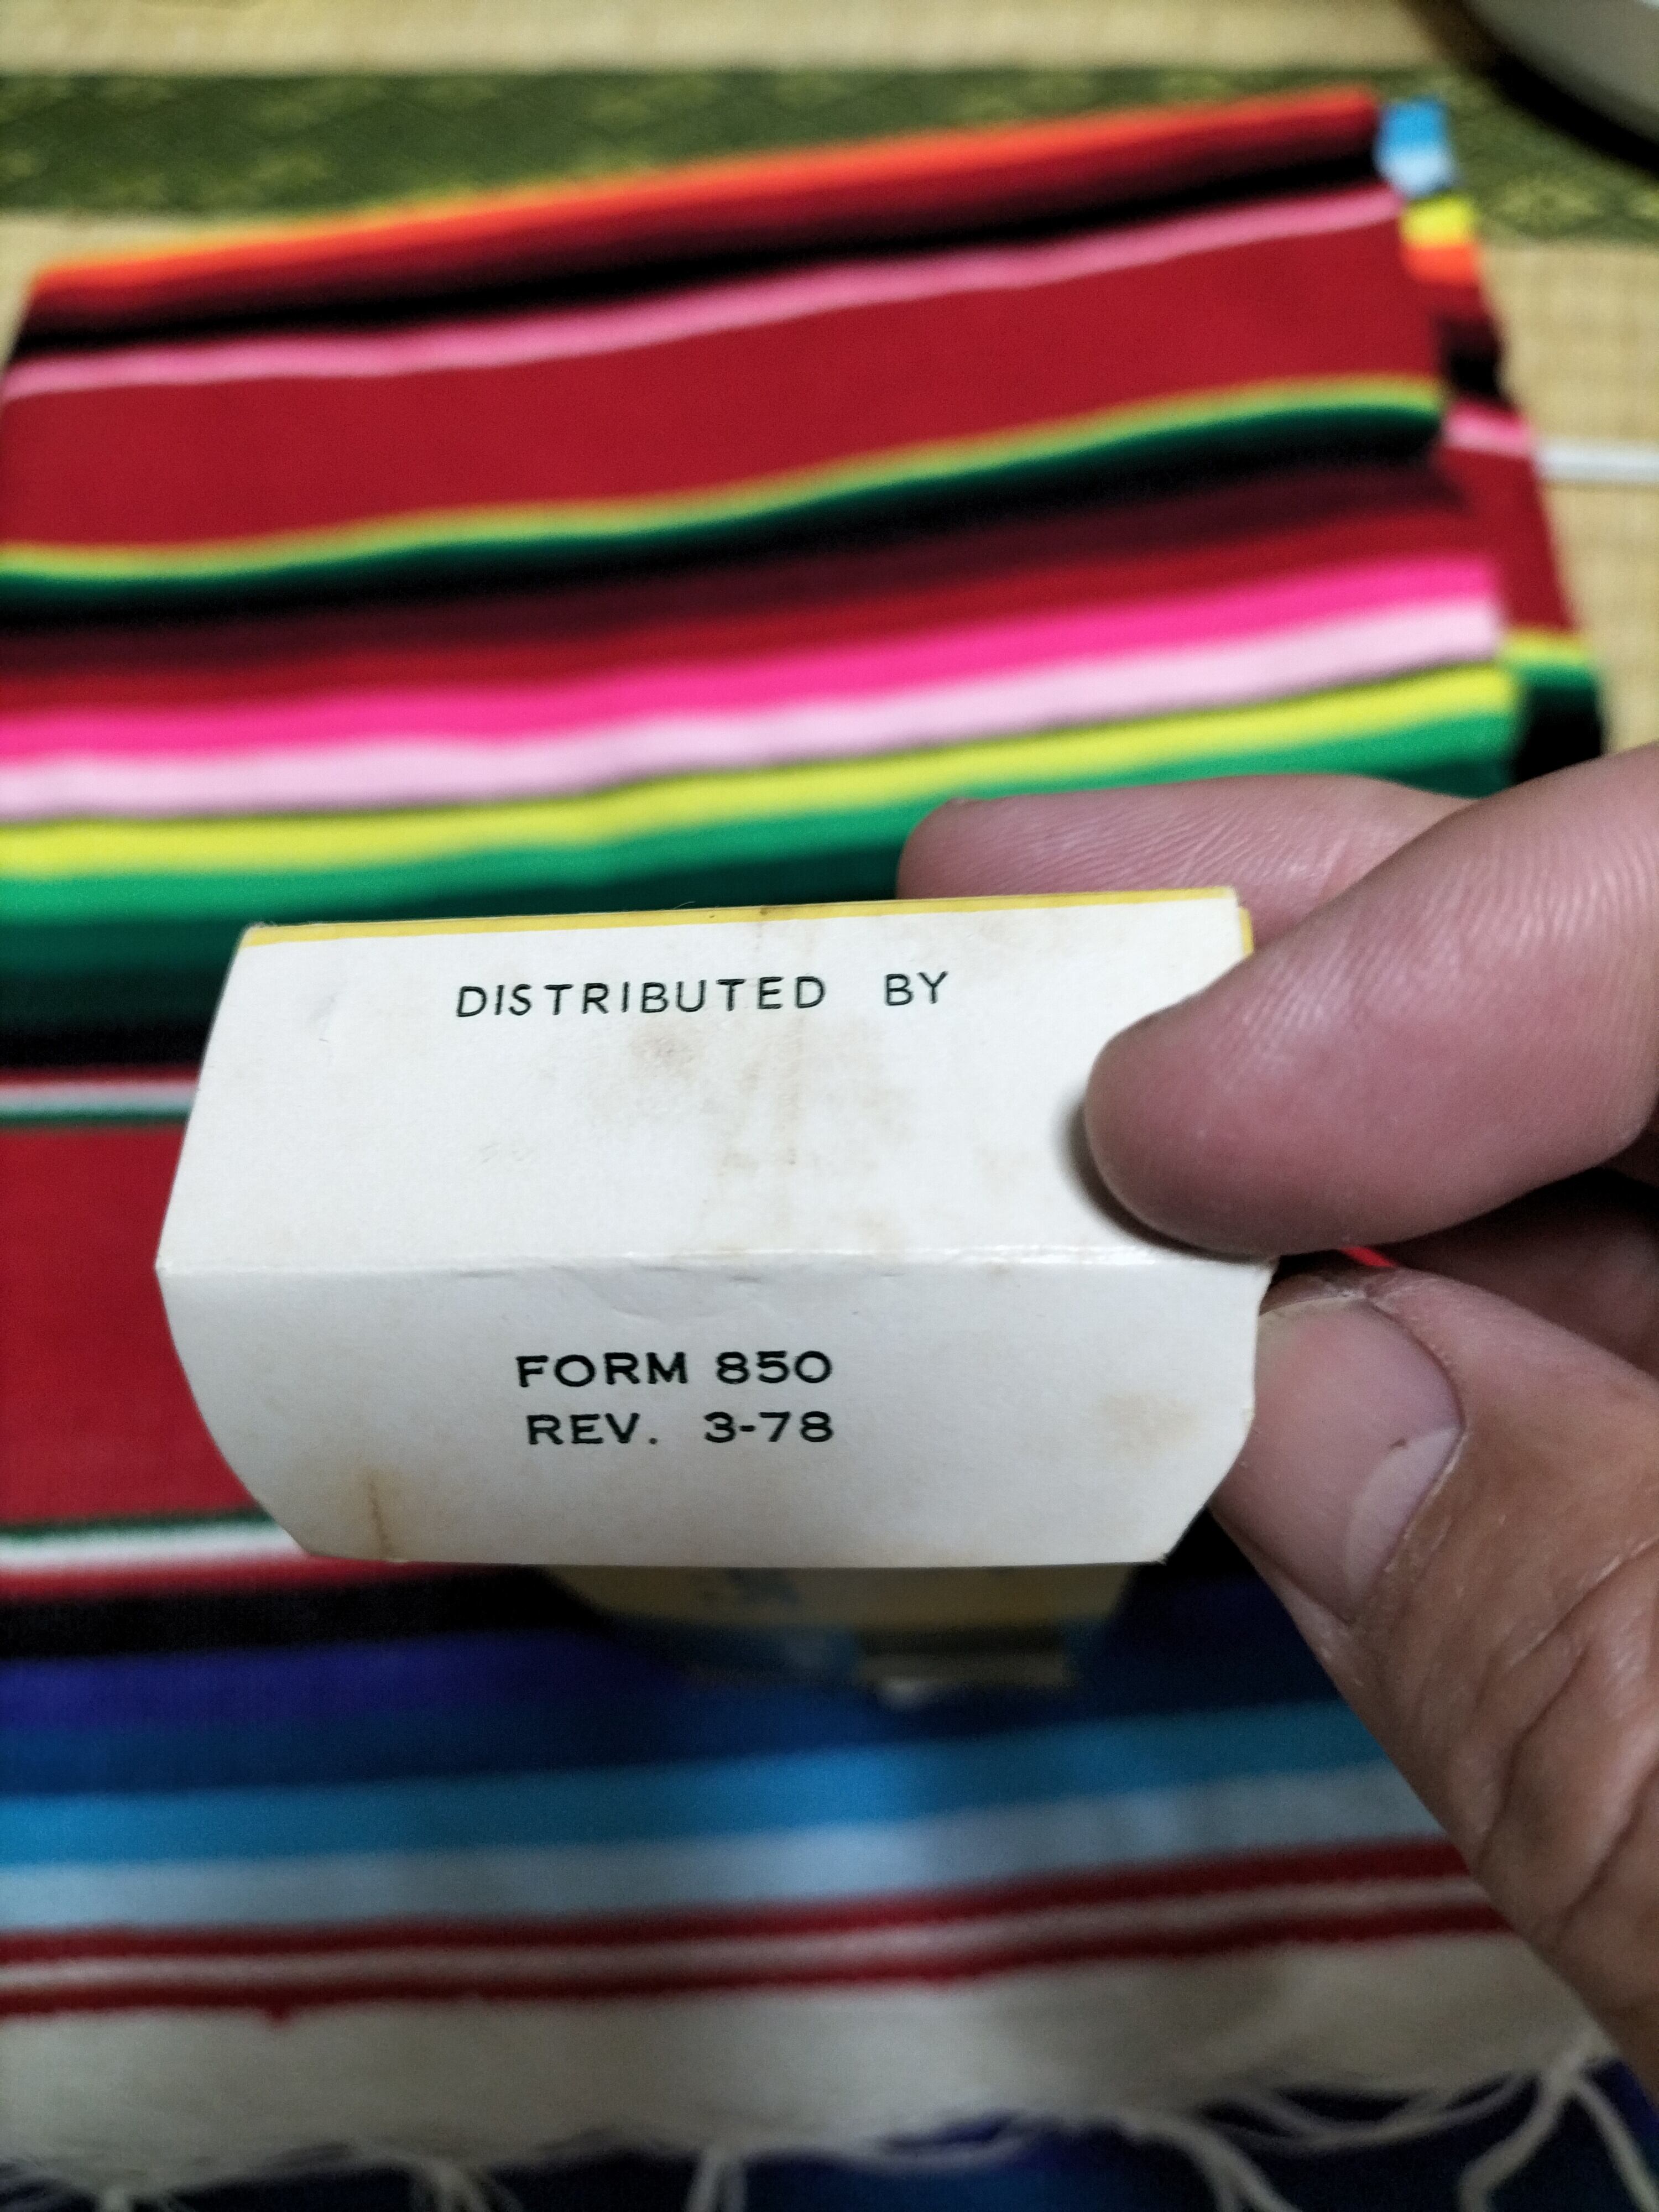 DISTRIBUTED BY
FORM 850
REV. 3-78